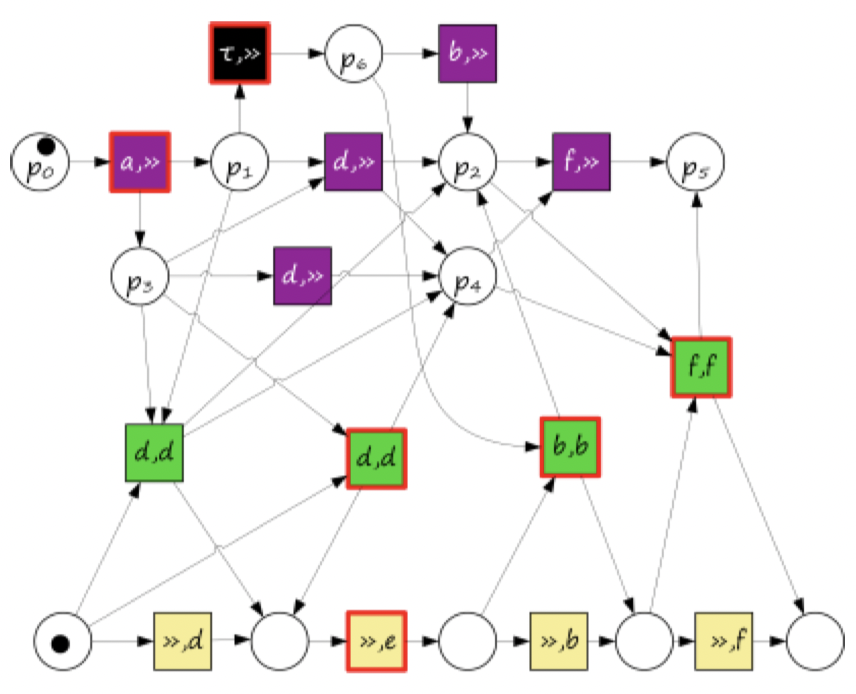 τ,>> p6 b,>>
p0 a,>> p1 d,>> p2 f,>> p5
p3 d,>> p4
f,f
d,d d,d b,b
>>,d >>,e >>,b >>,f